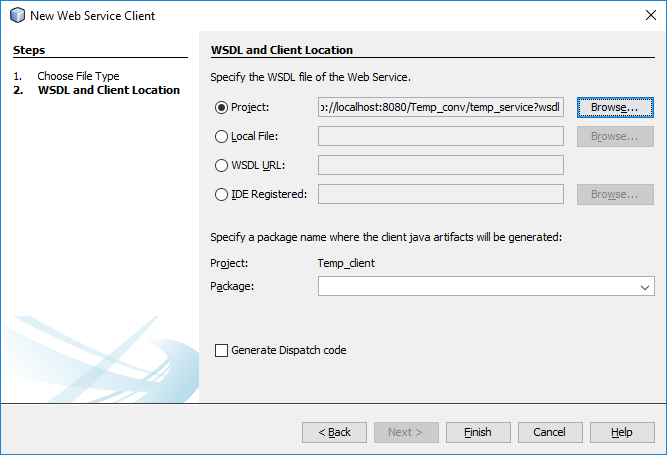 New Web Service Client
Steps
1. Choose File Type
2. WSDL and Client Location
WSDL and Client Location
Specify the WSDL file of the Web Service.
Project: ://localhost:8080/Temp_conv/temp_service?wsdl Browse...
Local File: Browse...
WSDL URL:
IDE Registered: Browse...
Specify a package name where the client java artifacts will be generated:
Project: Temp_client
Package:
Generate Dispatch code
< Back Next > Finish Cancel Help